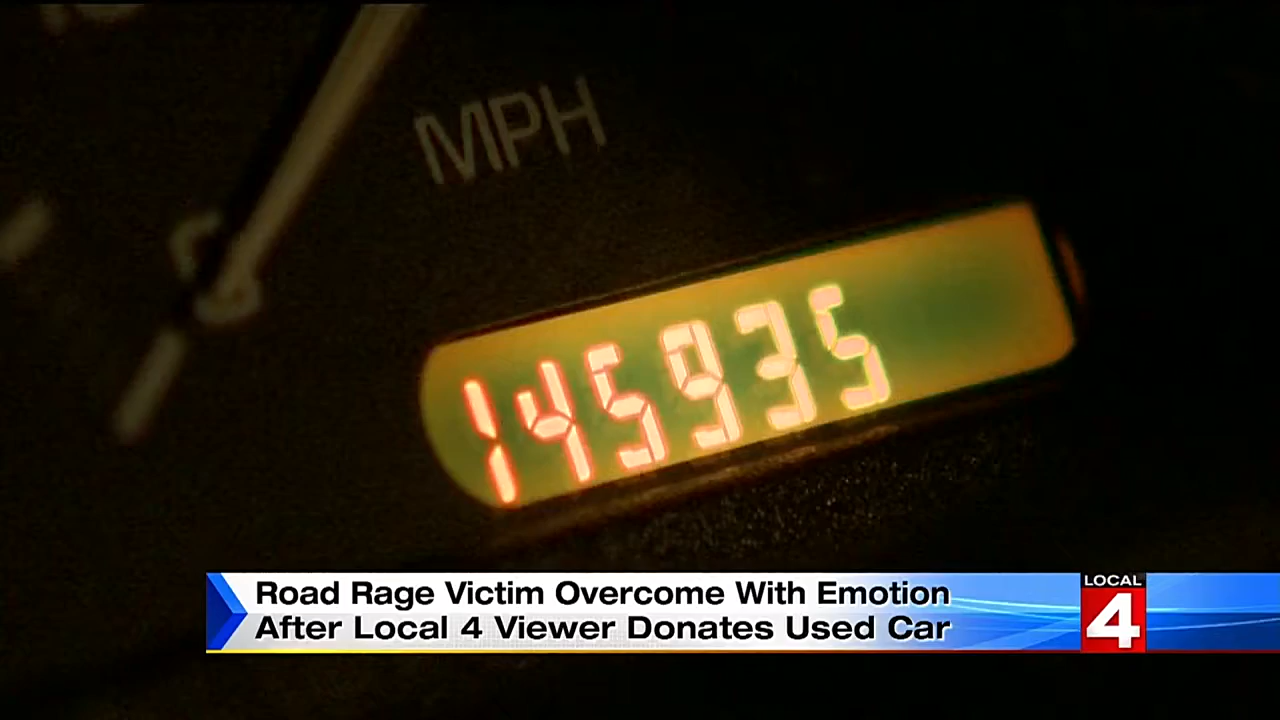 MPH
145935
Road Rage Victim Overcome With Emotion
After Local 4 Viewer Donates Used Car
LOCAL
4